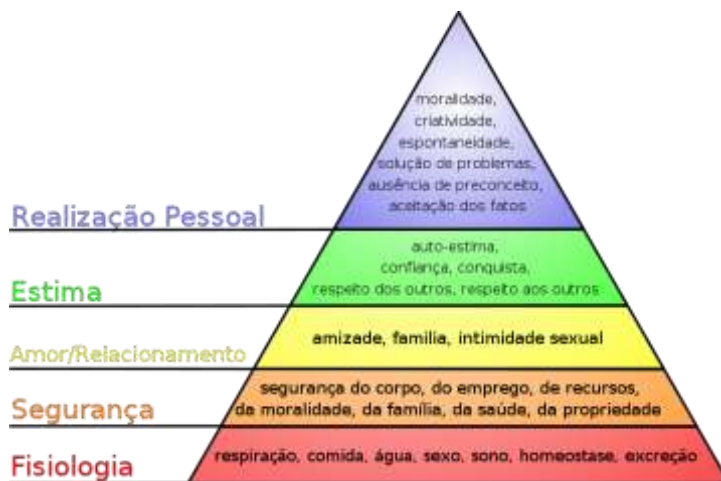 moralidade,
criatividade,
espontaneidade,
solução de problemas,
ausência de preconceito,
aceitação dos fatos
Realização Pessoal
auto-estima,
confiança, conquista,
respeito dos outros, respeito aos outros
Estima
amizade, família, intimidade sexual
Amor/Relacionamento
segurança do corpo, do emprego, de recursos,
da moralidade, da família, da saúde, da propriedade
Segurança
respiração, comida, água, sexo, sono, homeostase, excreção
Fisiologia